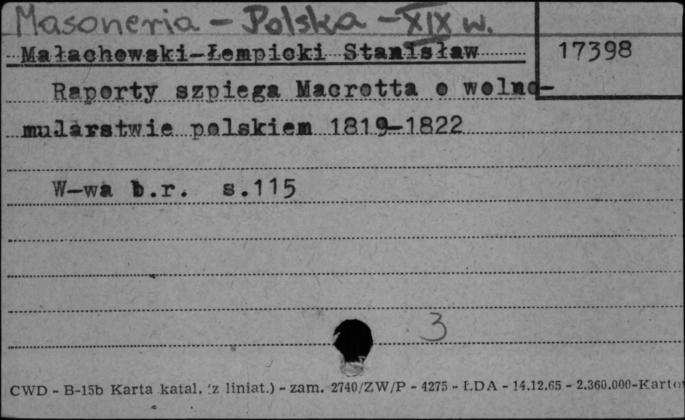 Masoneria - Polska - XIX w.
Małachowski-Łempicki Stanisław
17398
Raporty szpiega Macrotta o wolno-
mularstwie polskiem 1819-1822
W-wa b.r. s.115
3
CWD - B-15b Karta katal. (z liniat.) - zam. 2740/ZW/P - 4275 - ŁDA - 14.12.65 - 2.360.000-Kartov